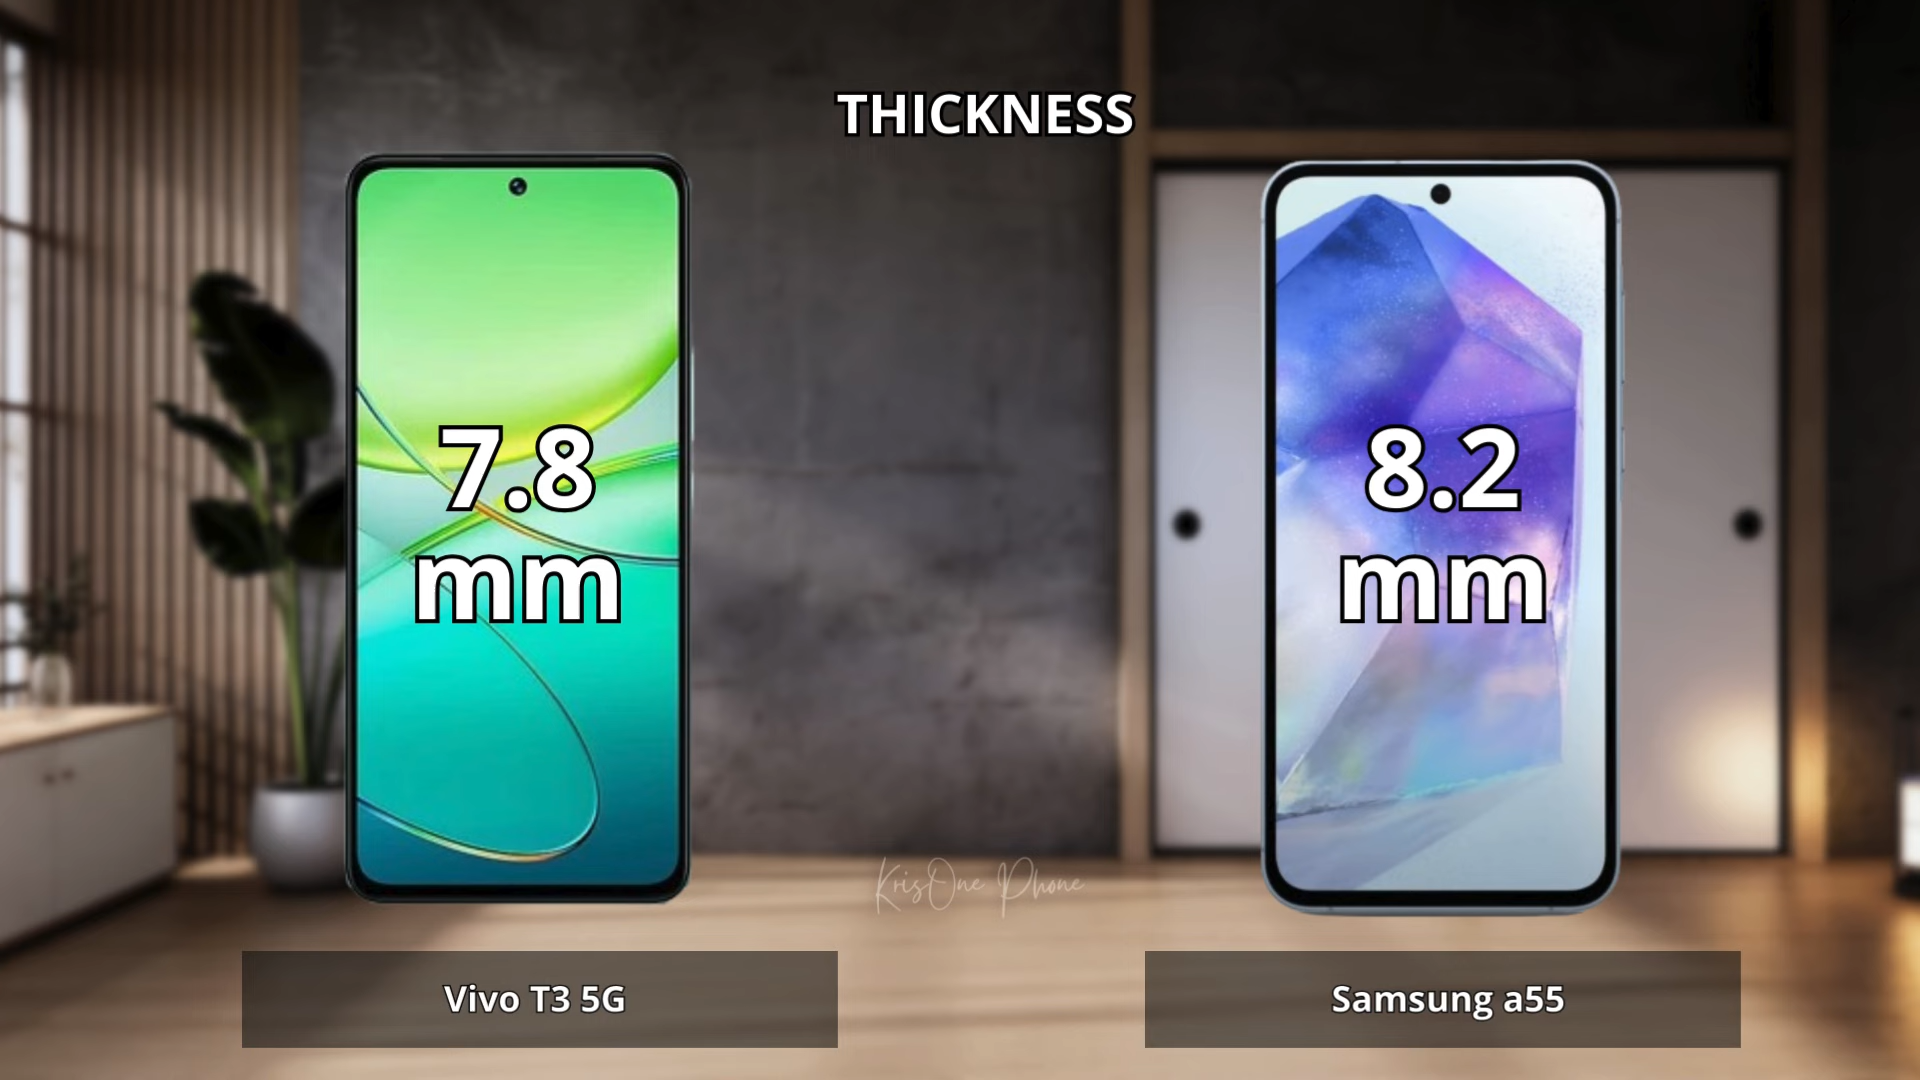 THICKNESS
7.8
mm
8.2
mm
KrisOne Phone
Vivo T3 5G
Samsung a55